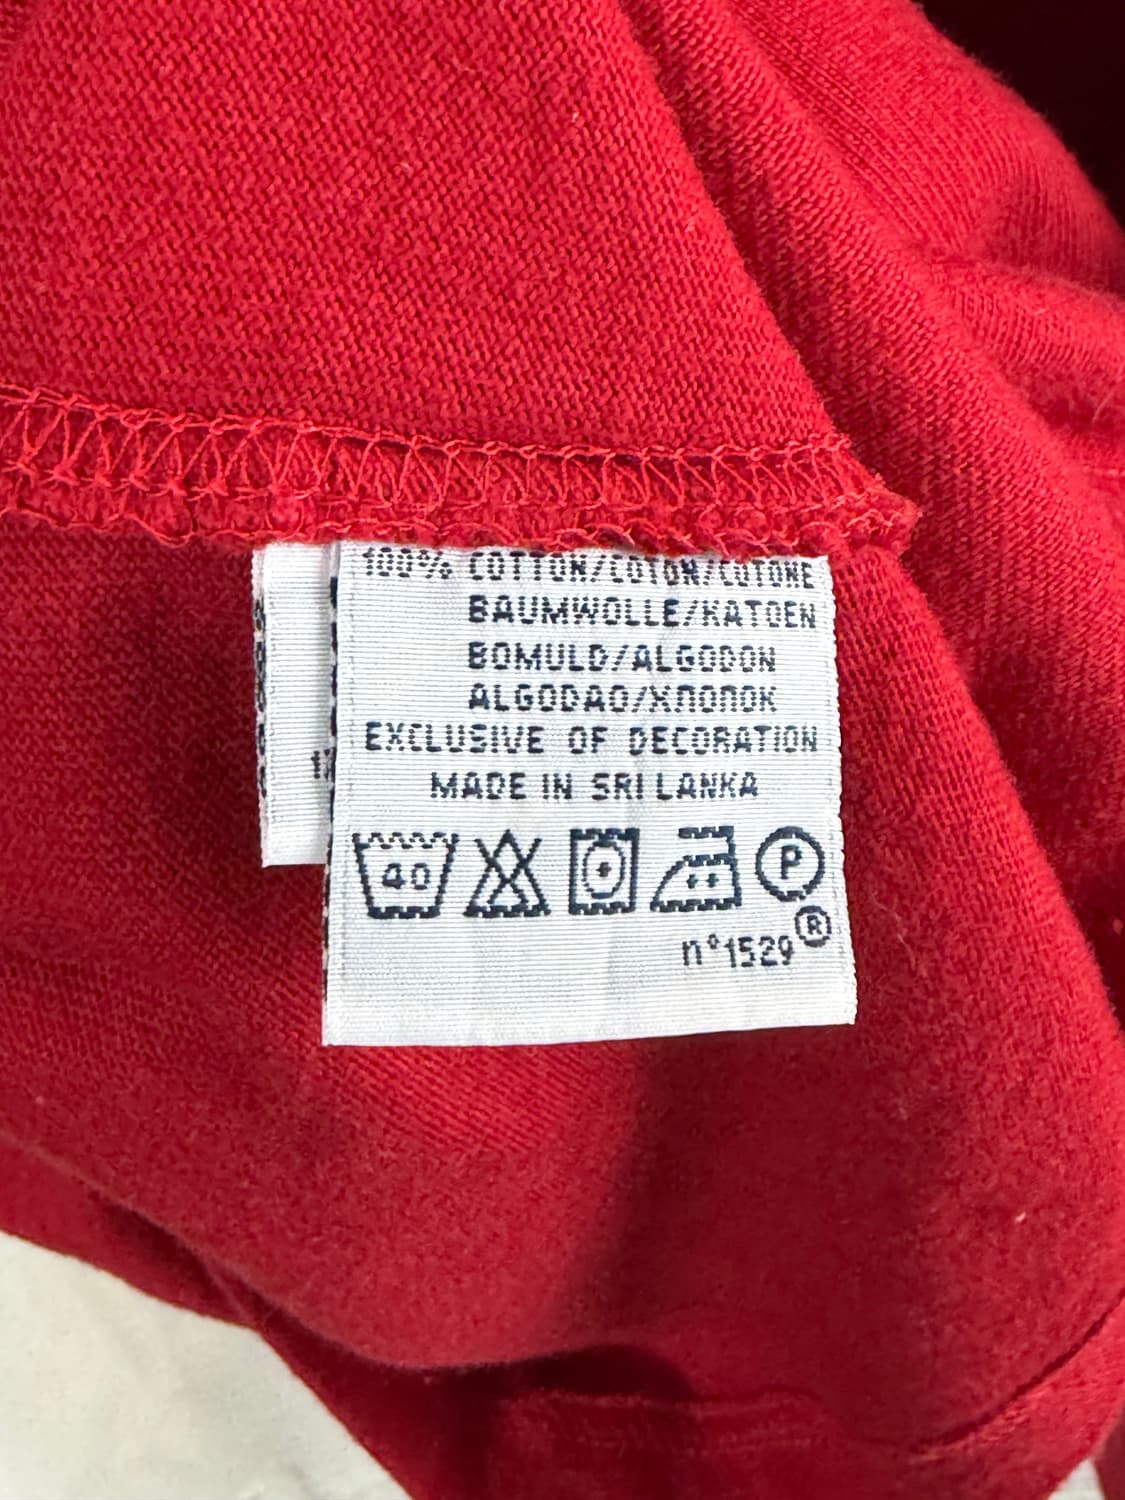 100% COTTON/COTON/COTONE
BAUMWOLLE/KATOEN
BOMULD/ALGODON
ALGODAO/ХЛОПОК
EXCLUSIVE OF DECORATION
MADE IN SRI LANKA
40
P
n°1529®